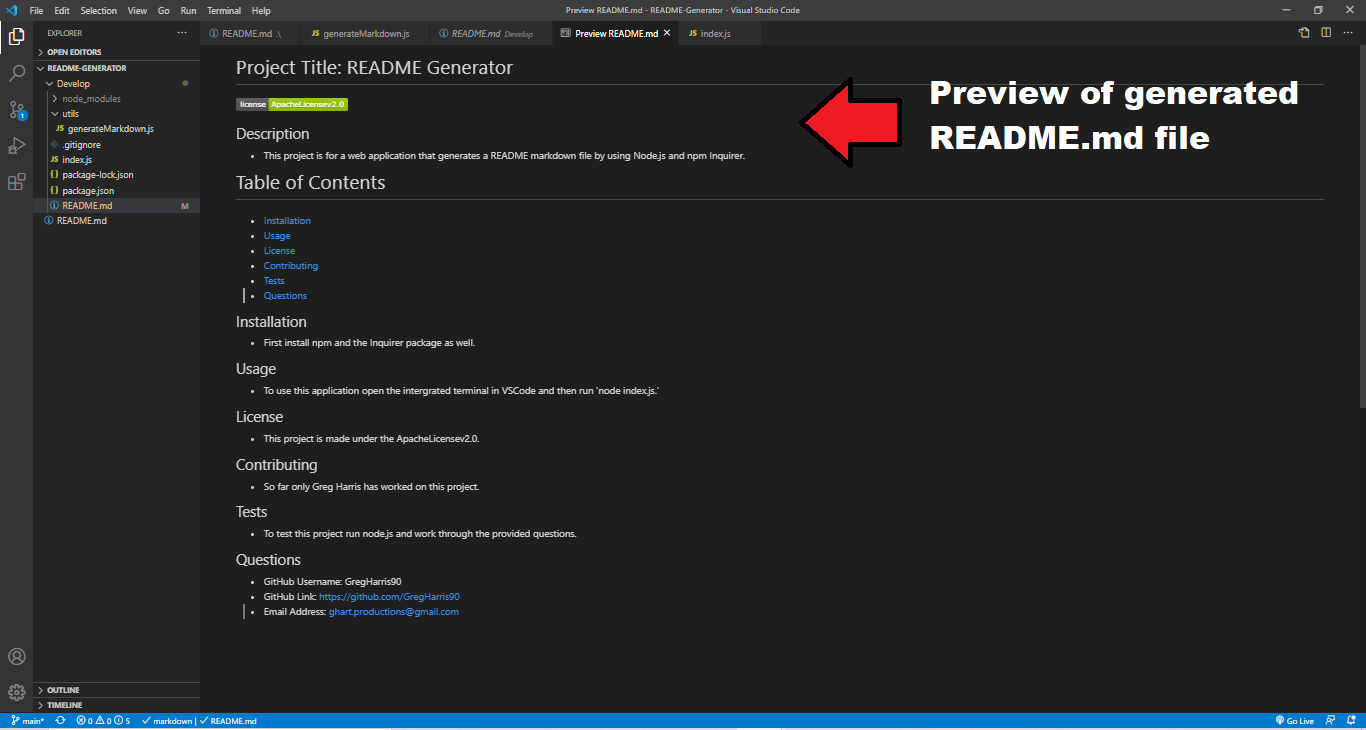 File Edit Selection View Go Run Terminal Help Preview README.md - README-Generator - Visual Studio Code
EXPLORER ···
README.md .\ JS generateMarkdown.js README.md Develop Preview README.md JS index.js
OPEN EDITORS
README-GENERATOR
Develop
node_modules
utils
JS generateMarkdown.js
.gitignore
JS index.js
{} package-lock.json
{} package.json
README.md M
README.md
1
OUTLINE
TIMELINE
Project Title: README Generator
license ApacheLicensev2.0
Description
• This project is for a web application that generates a README markdown file by using Node.js and npm Inquirer.
Table of Contents
• Installation
• Usage
• License
• Contributing
• Tests
• Questions
Installation
• First install npm and the Inquirer package as well.
Usage
• To use this application open the intergrated terminal in VSCode and then run 'node index.js.'
License
• This project is made under the ApacheLicensev2.0.
Contributing
• So far only Greg Harris has worked on this project.
Tests
• To test this project run node.js and work through the provided questions.
Questions
• GitHub Username: GregHarris90
• GitHub Link: https://github.com/GregHarris90
• Email Address: ghart.productions@gmail.com
Preview of generated
README.md file
main* 0 0 5 markdown | README.md Go Live